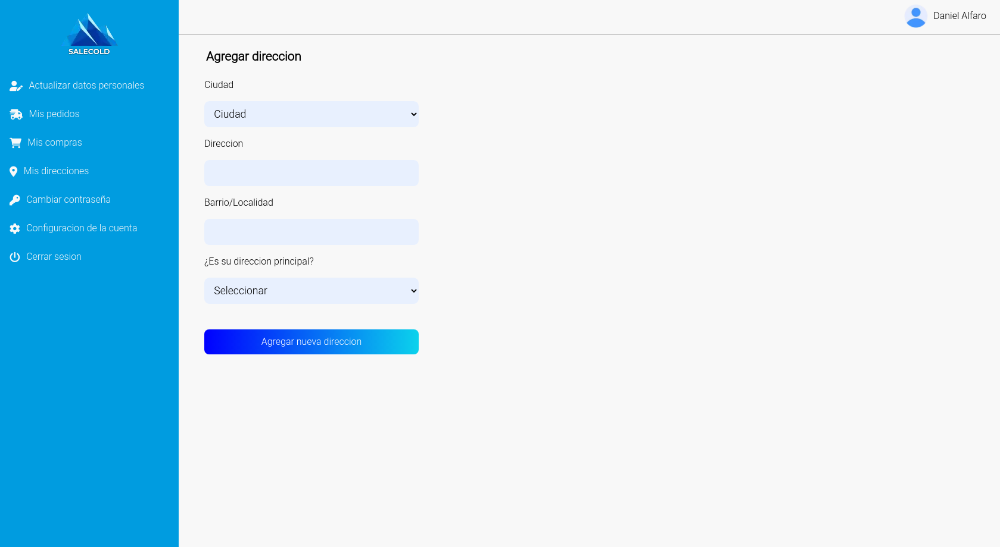 SALECOLD
Actualizar datos personales
Mis pedidos
Mis compras
Mis direcciones
Cambiar contraseña
Configuracion de la cuenta
Cerrar sesion
Daniel Alfaro
Agregar direccion
Ciudad
Ciudad
Direccion
Barrio/Localidad
¿Es su direccion principal?
Seleccionar
Agregar nueva direccion